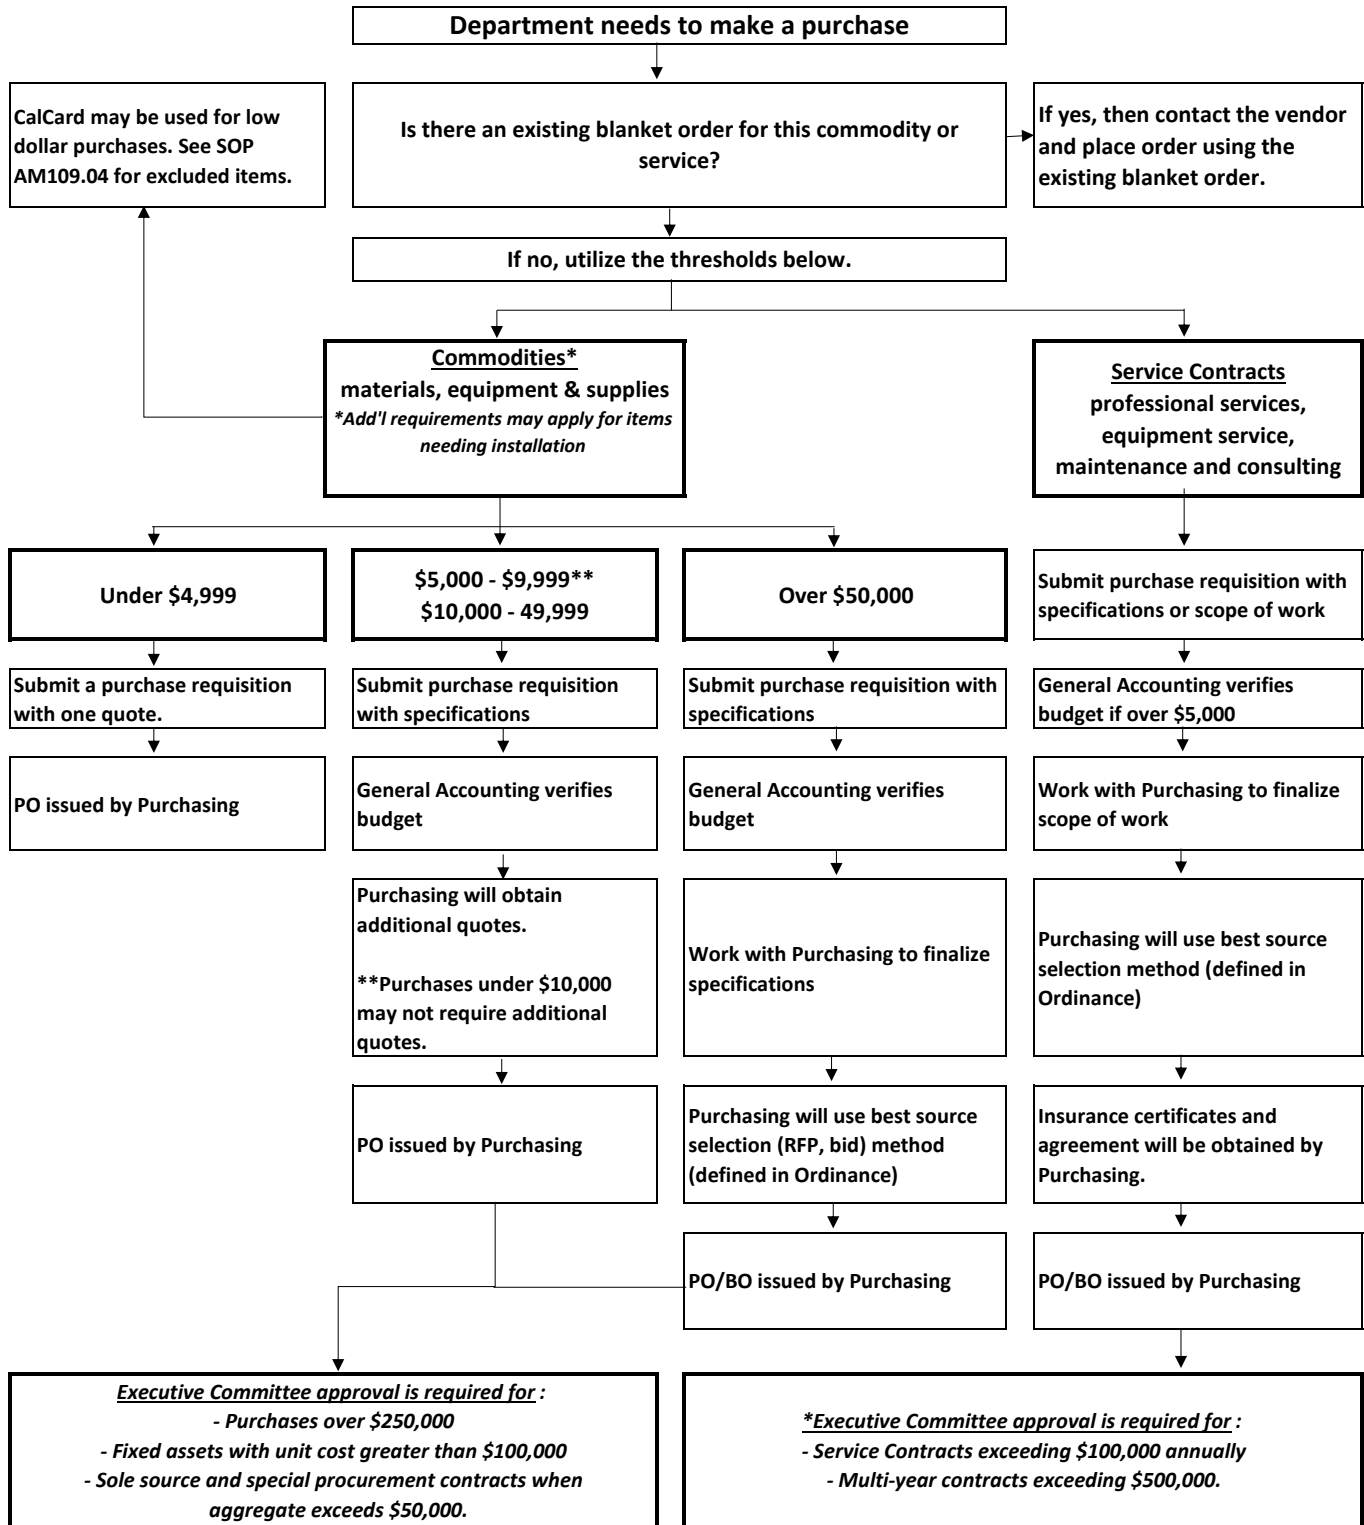 Department needs to make a purchase
CalCard may be used for low
dollar purchases. See SOP
AM109.04 for excluded items.
Is there an existing blanket order for this commodity or
service?
If yes, then contact the vendor
and place order using the
existing blanket order.
If no, utilize the thresholds below.
Commodities*
materials, equipment & supplies
*Add'l requirements may apply for items
needing installation
Service Contracts
professional services,
equipment service,
maintenance and consulting
Under $4,999
$5,000 - $9,999**
$10,000 - 49,999
Over $50,000
Submit purchase requisition with
specifications or scope of work
Submit a purchase requisition
with one quote.
Submit purchase requisition
with specifications
Submit purchase requisition with
specifications
General Accounting verifies
budget if over $5,000
PO issued by Purchasing
General Accounting verifies
budget
General Accounting verifies
budget
Work with Purchasing to finalize
scope of work
Purchasing will obtain
additional quotes.
**Purchases under $10,000
may not require additional
quotes.
Work with Purchasing to finalize
specifications
Purchasing will use best source
selection method (defined in
Ordinance)
PO issued by Purchasing
Purchasing will use best source
selection (RFP, bid) method
(defined in Ordinance)
Insurance certificates and
agreement will be obtained by
Purchasing.
PO/BO issued by Purchasing
PO/BO issued by Purchasing
Executive Committee approval is required for :
- Purchases over $250,000
- Fixed assets with unit cost greater than $100,000
- Sole source and special procurement contracts when
aggregate exceeds $50,000.
*Executive Committee approval is required for :
- Service Contracts exceeding $100,000 annually
- Multi-year contracts exceeding $500,000.